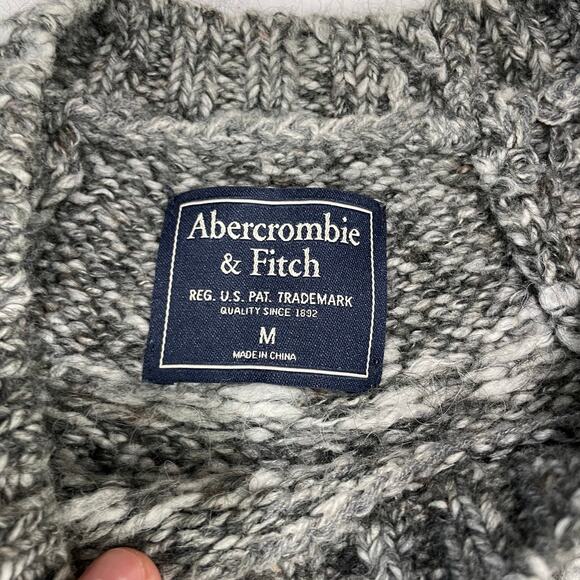 Abercrombie
& Fitch
REG. U.S. PAT. TRADEMARK
QUALITY SINCE 1892
M
MADE IN CHINA